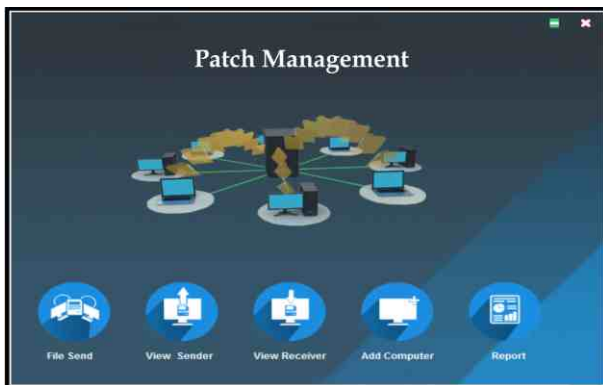 Patch Management
File Send
View Sender
View Receiver
Add Computer
Report